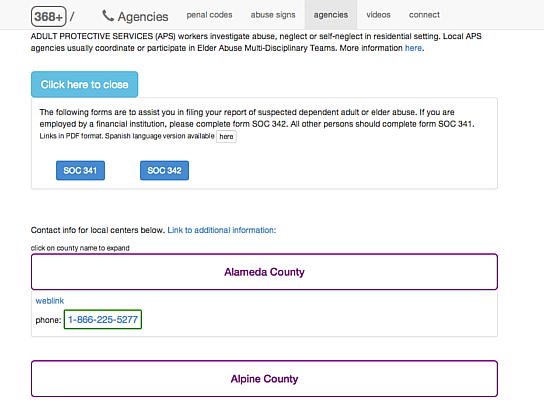 368+ / Agencies penal codes abuse signs agencies videos connect
ADULT PROTECTIVE SERVICES (APS) workers investigate abuse, neglect or self-neglect in residential setting. Local APS
agencies usually coordinate or participate in Elder Abuse Multi-Disciplinary Teams. More information here.
Click here to close
The following forms are to assist you in filing your report of suspected dependent adult or elder abuse. If you are
employed by a financial institution, please complete form SOC 342. All other persons should complete form SOC 341.
Links in PDF format. Spanish language version available here
SOC 341 SOC 342
Contact info for local centers below. Link to additional information:
click on county name to expand
Alameda County
weblink
phone: 1-866-225-5277
Alpine County